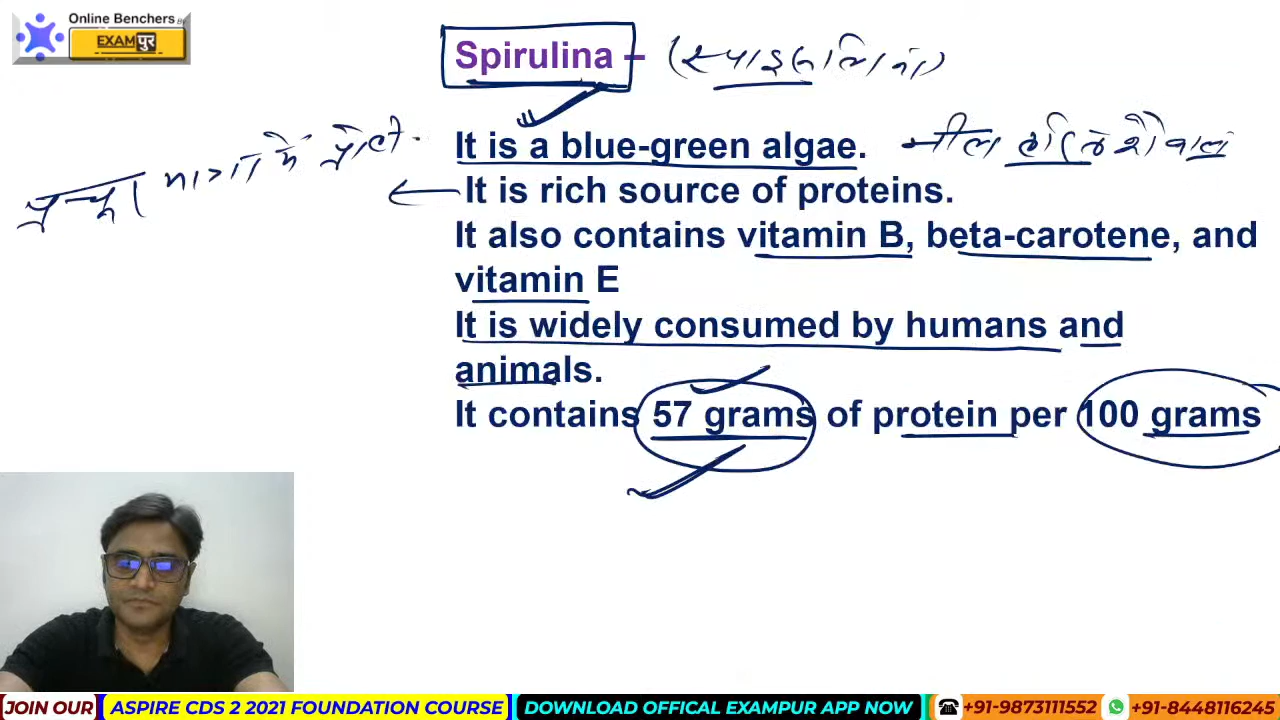 Online Benchers By
EXAMपुर
Spirulina – (स्पाइरुलिना)
It is a blue-green algae. नील हरित शैवाल
It is rich source of proteins.
प्रचूर मात्रा में प्रोटी
It also contains vitamin B, beta-carotene, and
vitamin E
It is widely consumed by humans and
animals.
It contains 57 grams of protein per 100 grams
JOIN OUR ASPIRE CDS 2 2021 FOUNDATION COURSE DOWNLOAD OFFICAL EXAMPUR APP NOW +91-9873111552 +91-8448116245